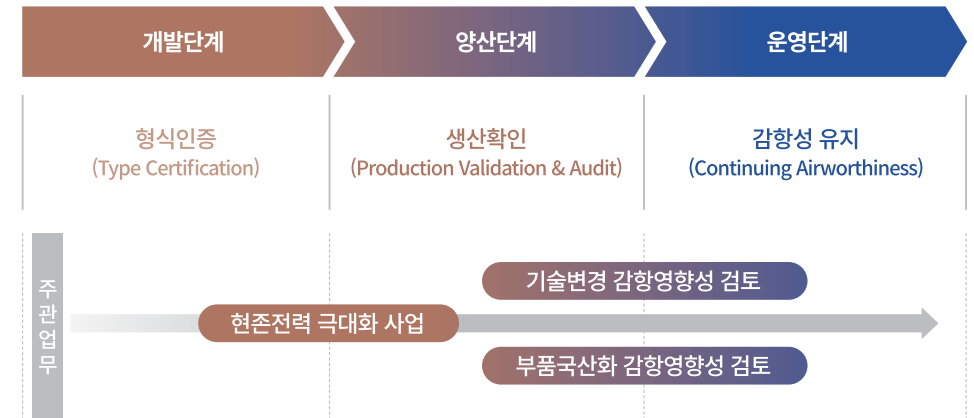 개발단계
양산단계
운영단계
형식인증
(Type Certification)
생산확인
(Production Validation & Audit)
감항성 유지
(Continuing Airworthiness)
주관업무
기술변경 감항영향성 검토
현존전력 극대화 사업
부품국산화 감항영향성 검토